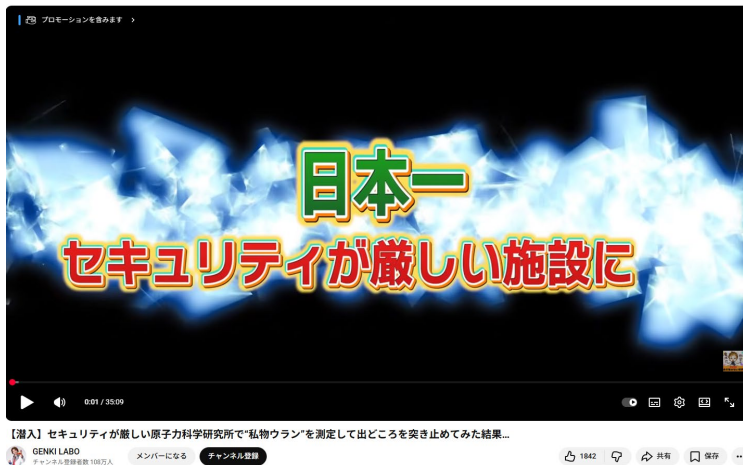 プロモーションを含みます
日本一
セキュリティが厳しい施設に
0:01 / 35:09
【潜入】セキュリティが厳しい原子力科学研究所で“私物ウラン”を測定して出どころを突き止めてみた結果...
GENKI LABO
チャンネル登録者数 108万人
メンバーになる
チャンネル登録
1842
共有
保存